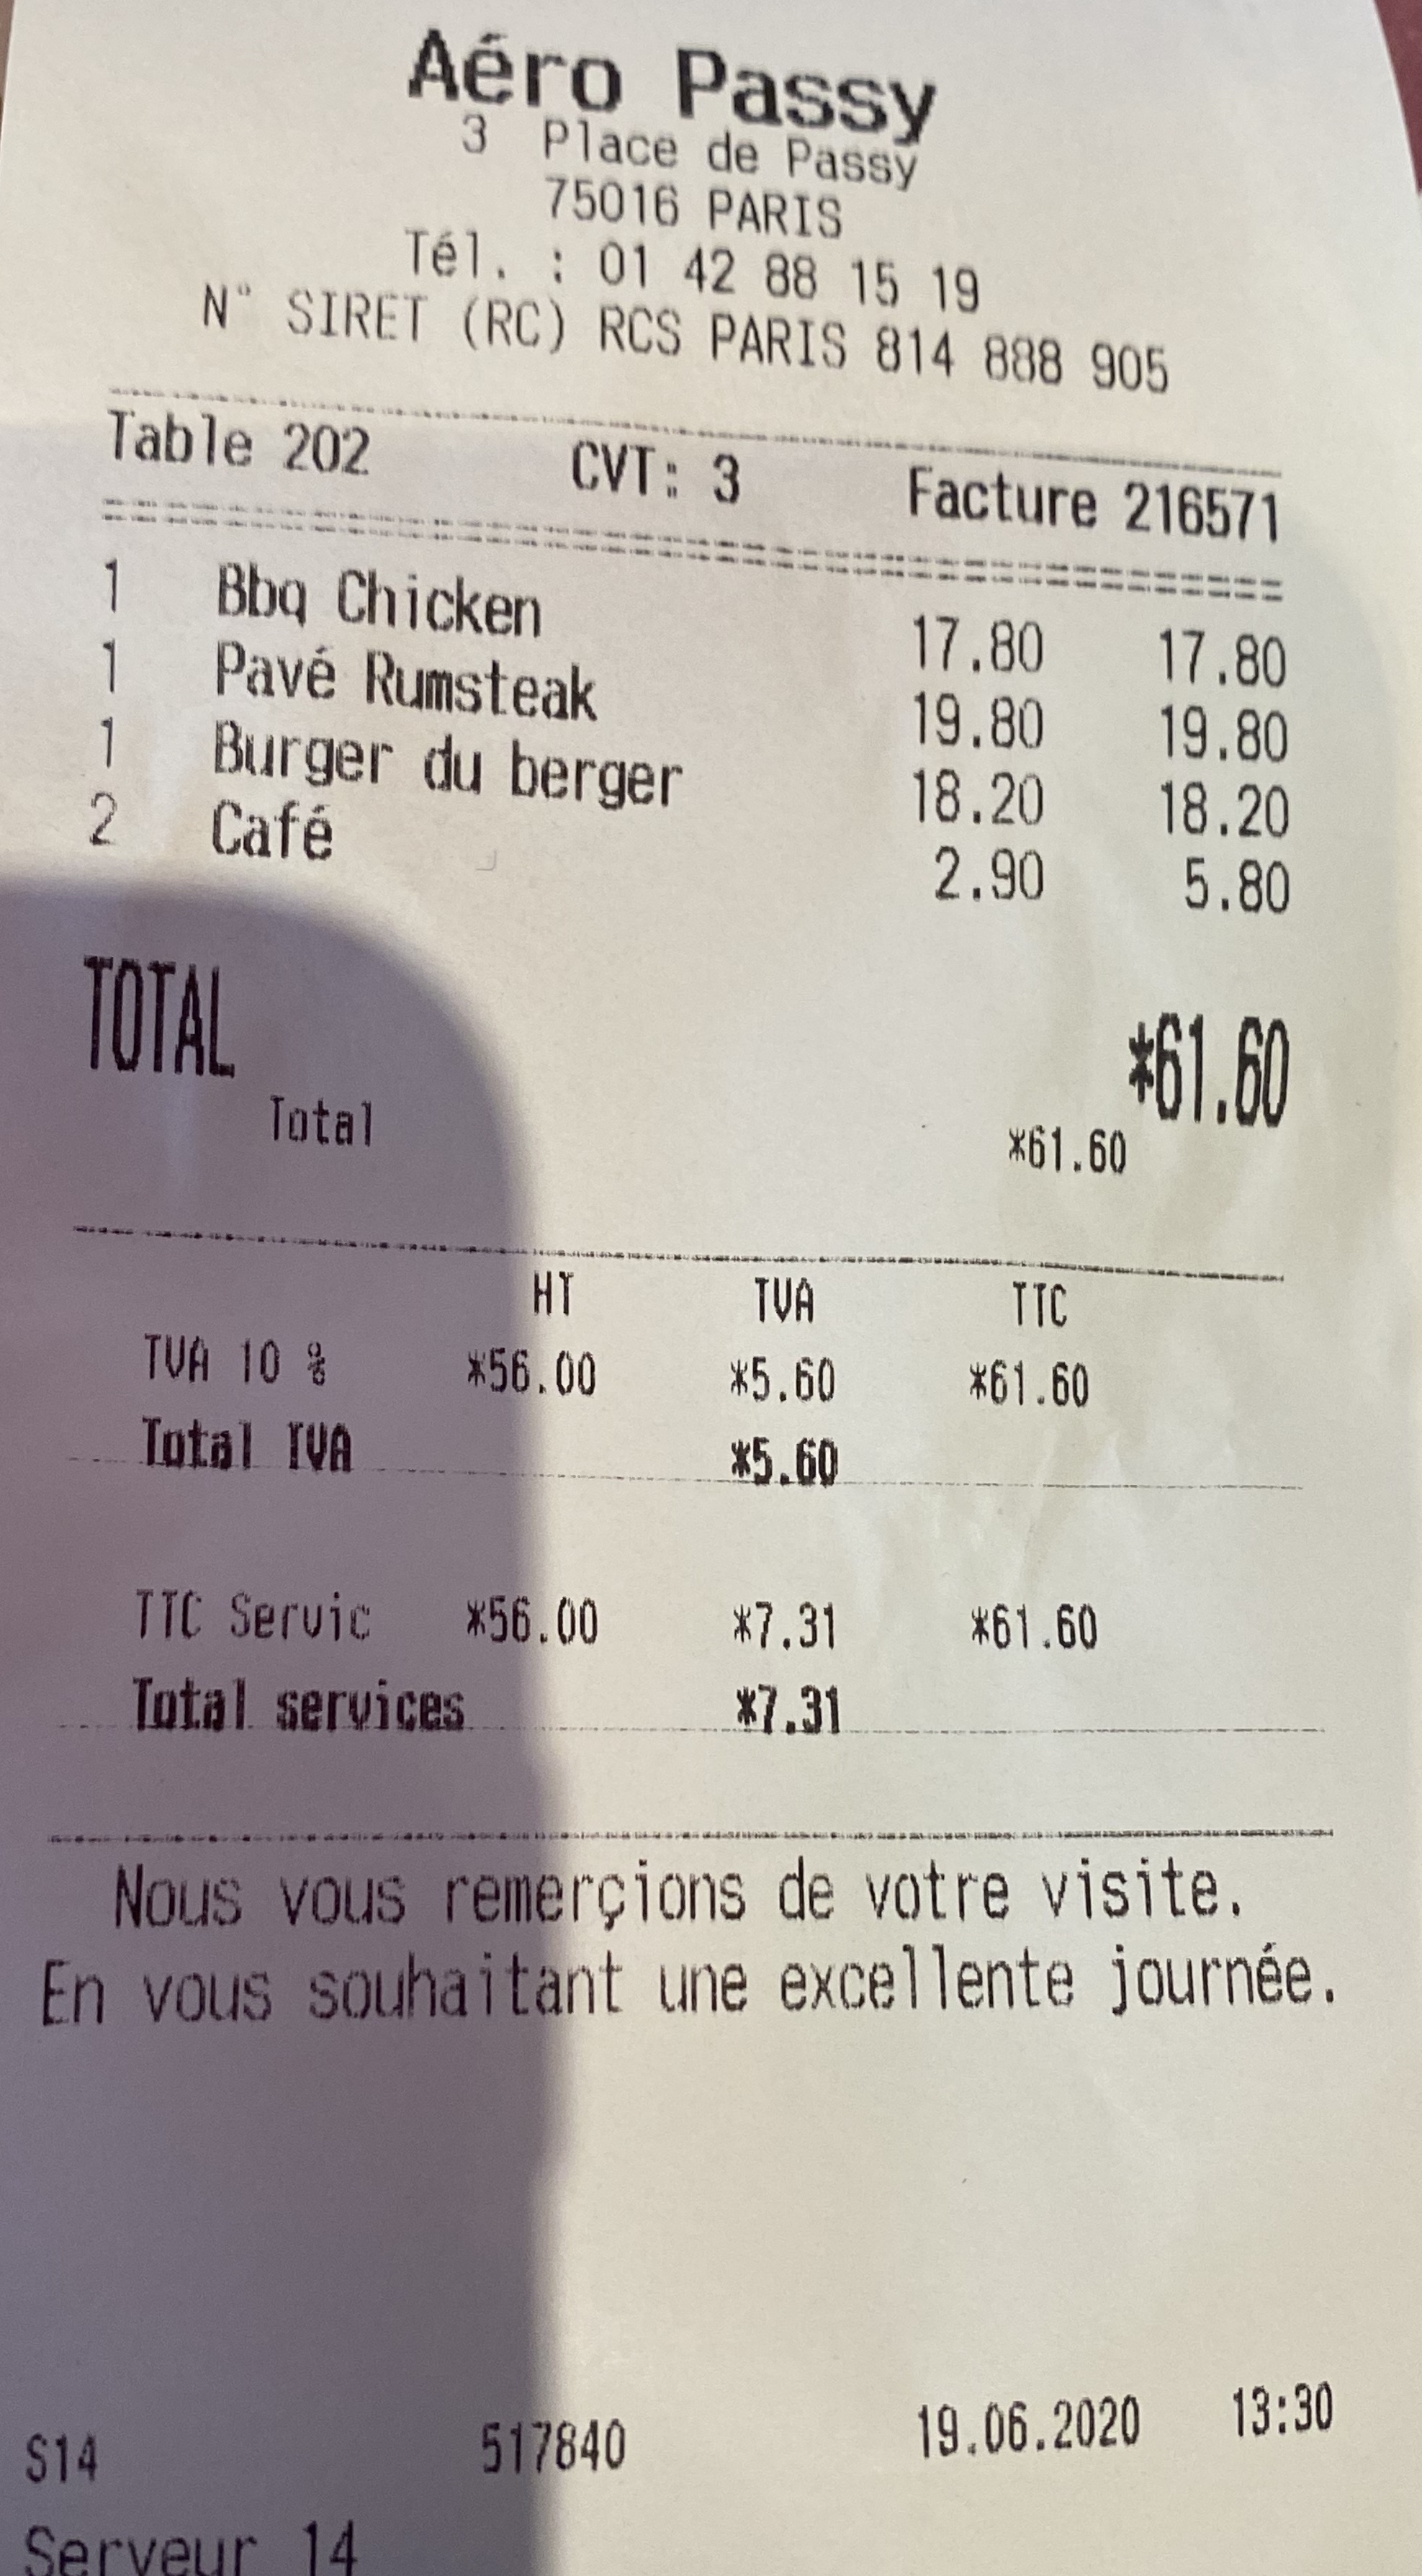 Aéro Passy
3 Place de Passy
75016 PARIS
Tél. : 01 42 88 15 19
N° SIRET (RC) RCS PARIS 814 888 905
Table 202 CVT: 3 Facture 216571
1 Bbq Chicken 17.80 17.80
1 Pavé Rumsteak 19.80 19.80
1 Burger du berger 18.20 18.20
2 Café 2.90 5.80
TOTAL *61.60
Total *61.60
HT TVA TTC
TVA 10 % *56.00 *5.60 *61.60
Total TVA *5.60
TTC Servic *56.00 *7.31 *61.60
Total services *7.31
Nous vous remerçions de votre visite.
En vous souhaitant une excellente journée.
S14 517840 19.06.2020 13:30
Serveur 14